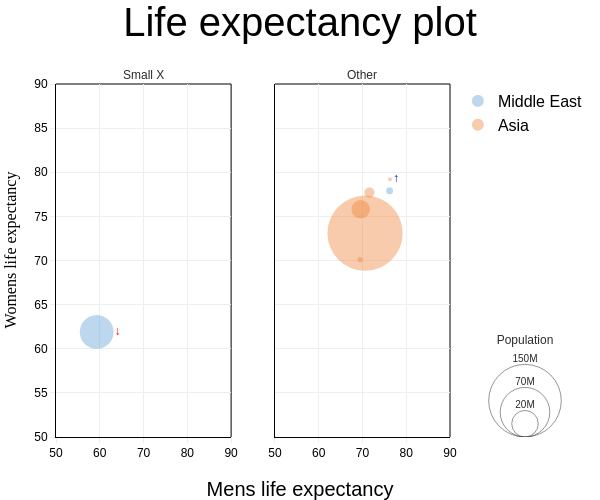 Life expectancy plot
Small X
Other
Womens life expectancy
90
85
80
75
70
65
60
55
50
50 60 70 80 90
50 60 70 80 90
↑
↓
Mens life expectancy
Middle East
Asia
Population
150M
70M
20M